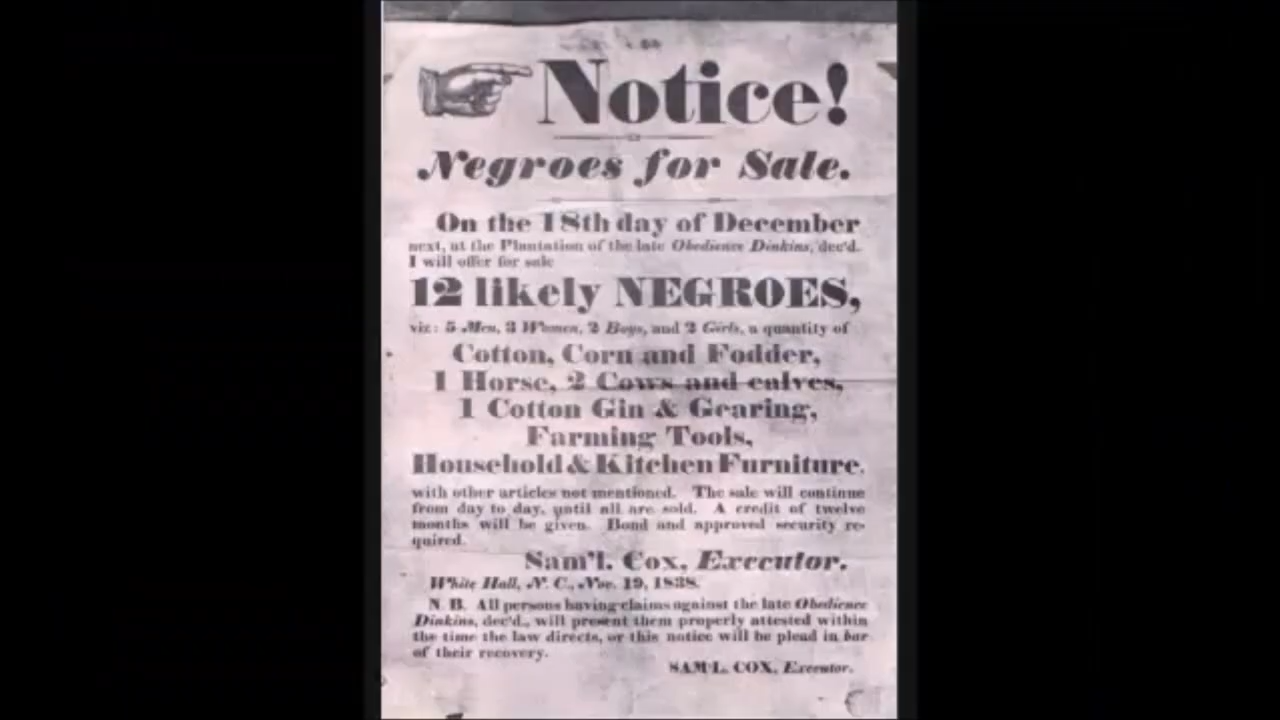 Notice!
Negroes for Sale.
On the 18th day of December
next, at the Plantation of the late Obedience Dinkins, dec'd.
I will offer for sale
12 likely NEGROES,
viz: 5 Men, 3 Women, 2 Boys, and 2 Girls, a quantity of
Cotton, Corn and Fodder,
1 Horse, 2 Cows and calves,
1 Cotton Gin & Gearing,
Farming Tools,
Household & Kitchen Furniture.
with other articles not mentioned. The sale will continue
from day to day, until all are sold. A credit of twelve
months will be given. Bond and approved security re-
quired.
Sam'l. Cox, Executor.
White Hall, N. C., Nov. 19, 1838.
N. B. All persons having claims against the late Obedience
Dinkins, dec'd., will present them properly attested within
the time the law directs, or this notice will be plead in bar
of their recovery.
SAM'L. COX, Executor.